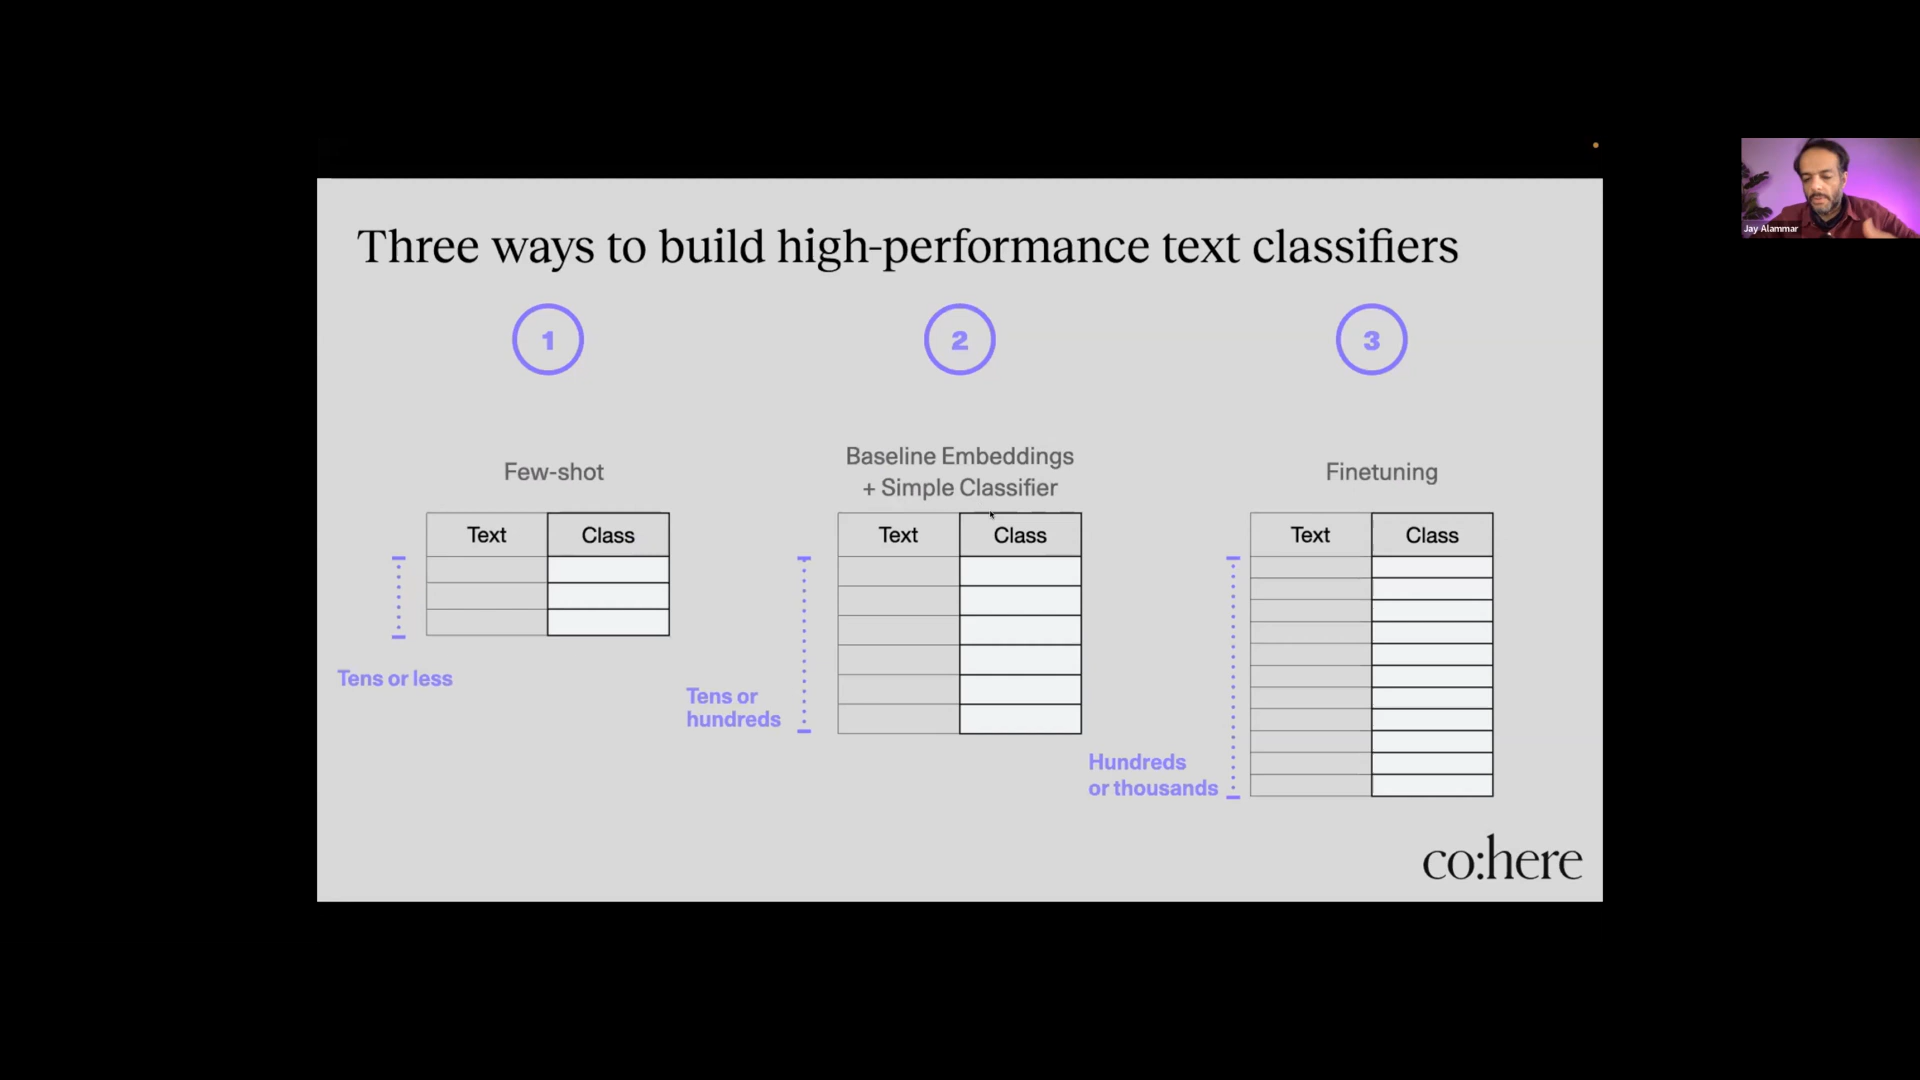 Three ways to build high-performance text classifiers
1
2
3
Few-shot
Baseline Embeddings
+ Simple Classifier
Finetuning
Text Class
Text Class
Text Class
Tens or less
Tens or
hundreds
Hundreds
or thousands
co:here
Jay Alammar